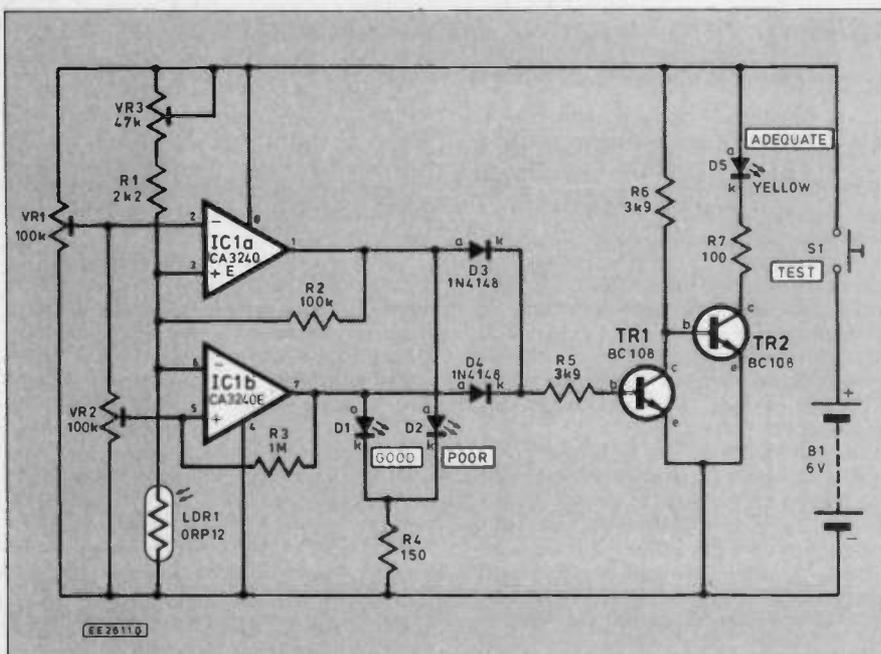 VR3
47k
R1
2k2
VR1
100k
2
−
8
IC1a
CA3240
E
3
+
1
R2
100k
a
k
D3
1N4148
6
−
IC1b
CA3240E
7
VR2
100k
5
+
4
R3
1M
D4
1N4148
a
k
a
D1
k
GOOD
a
D2
k
POOR
R5
3k9
LDR1
ORP12
R4
150
R6
3k9
a
D5
k
ADEQUATE
YELLOW
R7
100
TR1
BC108
b
c
e
TR2
BC108
b
c
e
S1
TEST
+
B1
6V
−
EE2611G